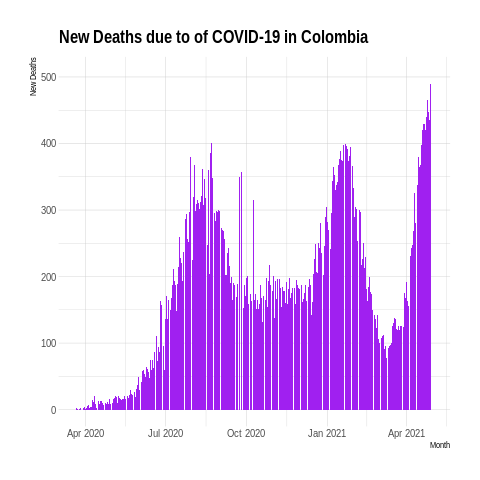 New Deaths due to of COVID-19 in Colombia
New Deaths
500
400
300
200
100
0
Apr 2020 Jul 2020 Oct 2020 Jan 2021 Apr 2021
Month